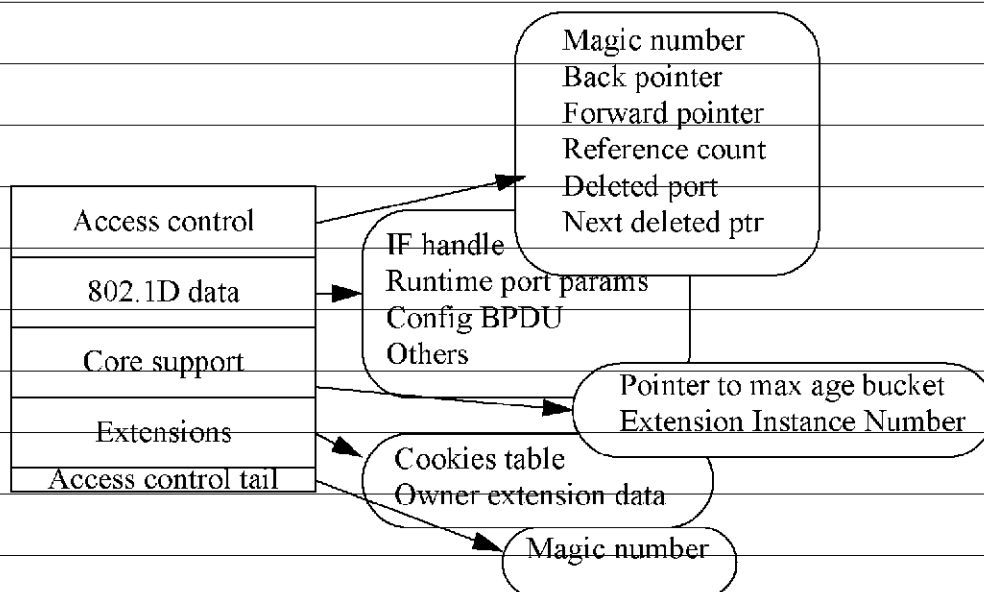 Magic number
Back pointer
Forward pointer
Reference count
Deleted port
Next deleted ptr
Access control
802.1D data
Core support
Extensions
Access control tail
IF handle
Runtime port params
Config BPDU
Others
Pointer to max age bucket
Extension Instance Number
Cookies table
Owner extension data
Magic number